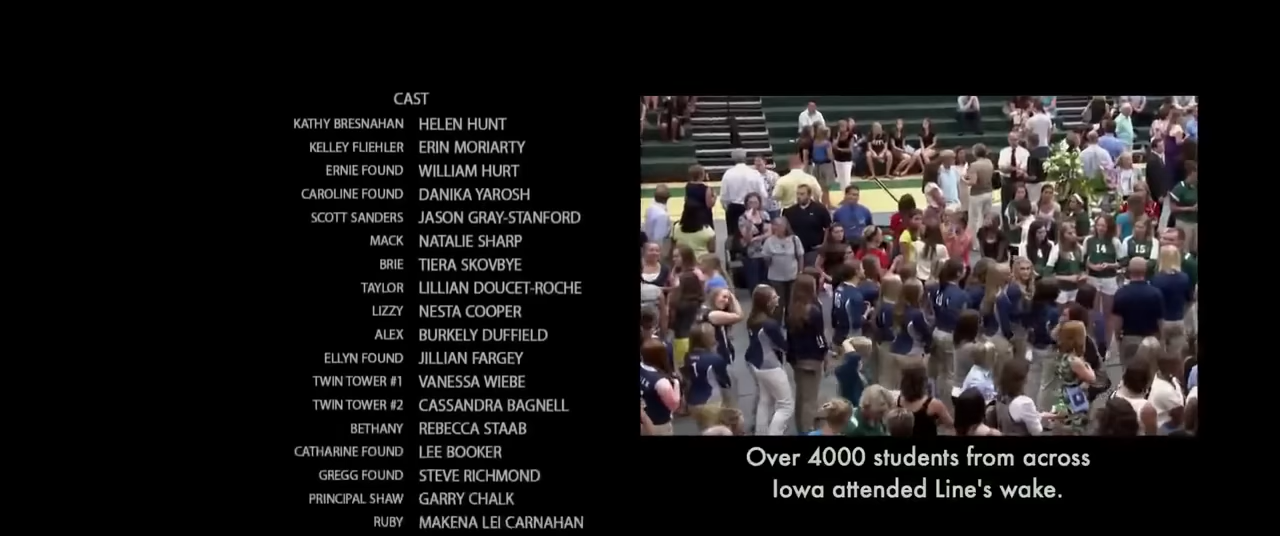 CAST
KATHY BRESNAHAN HELEN HUNT
KELLEY FLIEHLER ERIN MORIARTY
ERNIE FOUND WILLIAM HURT
CAROLINE FOUND DANIKA YAROSH
SCOTT SANDERS JASON GRAY-STANFORD
MACK NATALIE SHARP
BRIE TIERA SKOVBYE
TAYLOR LILLIAN DOUCET-ROCHE
LIZZY NESTA COOPER
ALEX BURKELY DUFFIELD
ELLYN FOUND JILLIAN FARGEY
TWIN TOWER #1 VANESSA WIEBE
TWIN TOWER #2 CASSANDRA BAGNELL
BETHANY REBECCA STAAB
CATHARINE FOUND LEE BOOKER
GREGG FOUND STEVE RICHMOND
PRINCIPAL SHAW GARRY CHALK
RUBY MAKENA LEI CARNAHAN
14
15
Over 4000 students from across
Iowa attended Line's wake.